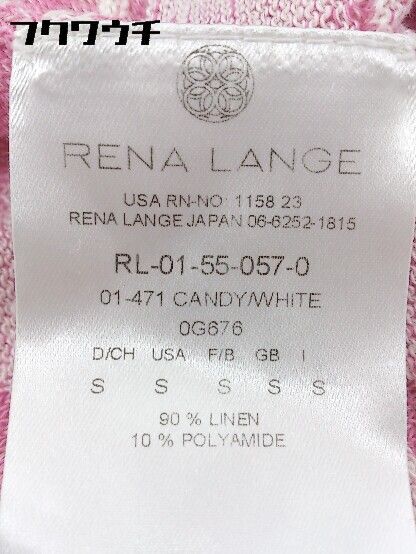 フクウウチ
RENA LANGE
USA RN-NO: 1158 23
RENA LANGE JAPAN 06-6252-1815
RL-01-55-057-0
01-471 CANDY/WHITE
0G676
D/CH USA F/B GB I
S S S S S
90 % LINEN
10 % POLYAMIDE